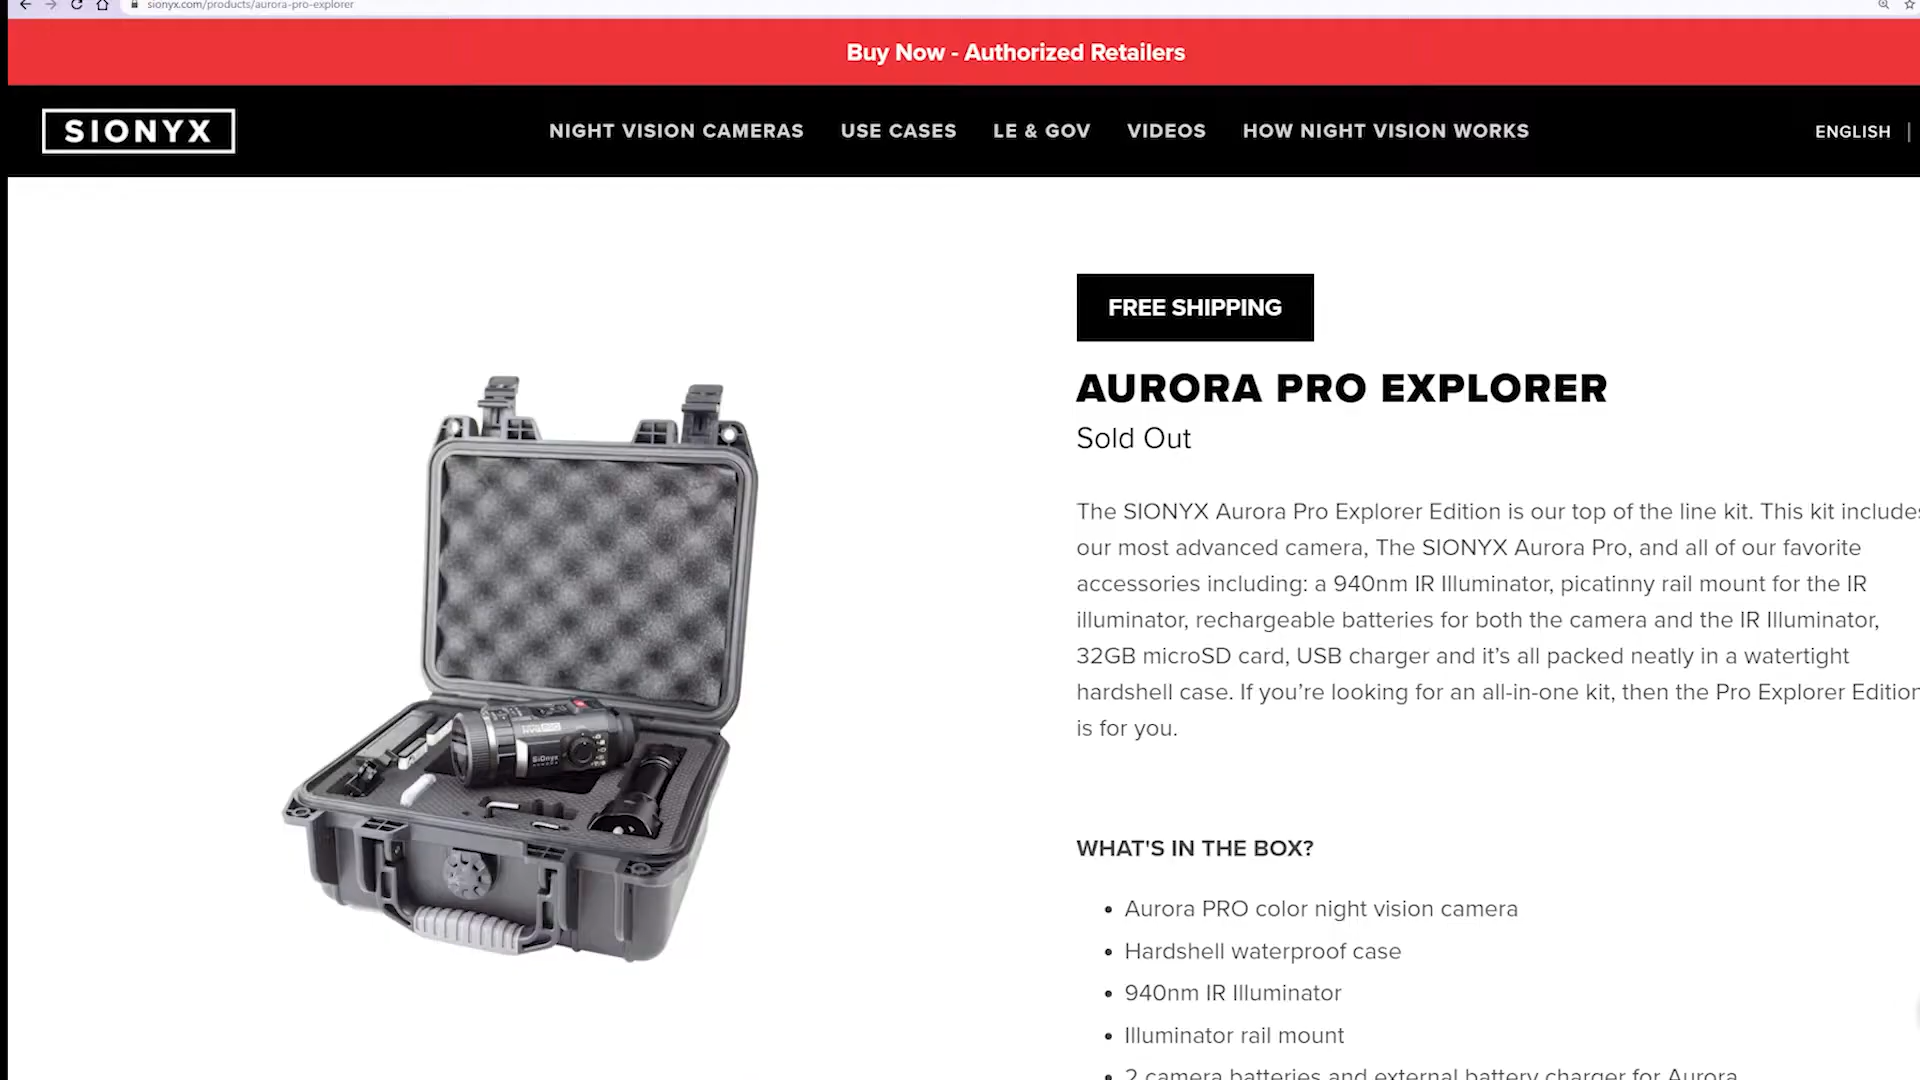 sionyx.com/products/aurora-pro-explorer
Buy Now - Authorized Retailers
SIONYX
NIGHT VISION CAMERAS USE CASES LE & GOV VIDEOS HOW NIGHT VISION WORKS
ENGLISH |
FREE SHIPPING
AURORA PRO EXPLORER
Sold Out
The SIONYX Aurora Pro Explorer Edition is our top of the line kit. This kit includes
our most advanced camera, The SIONYX Aurora Pro, and all of our favorite
accessories including: a 940nm IR Illuminator, picatinny rail mount for the IR
illuminator, rechargeable batteries for both the camera and the IR Illuminator,
32GB microSD card, USB charger and it's all packed neatly in a watertight
hardshell case. If you're looking for an all-in-one kit, then the Pro Explorer Edition
is for you.
SiOnyx
WHAT'S IN THE BOX?
• Aurora PRO color night vision camera
• Hardshell waterproof case
• 940nm IR Illuminator
• Illuminator rail mount
• 2 camera batteries and external battery charger for Aurora